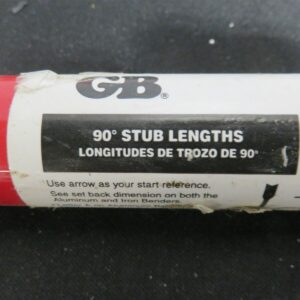 GB®
90° STUB LENGTHS
LONGITUDES DE TROZO DE 90°
Use arrow as your start reference.
See set back dimension on both the
Aluminum and Iron Benders.